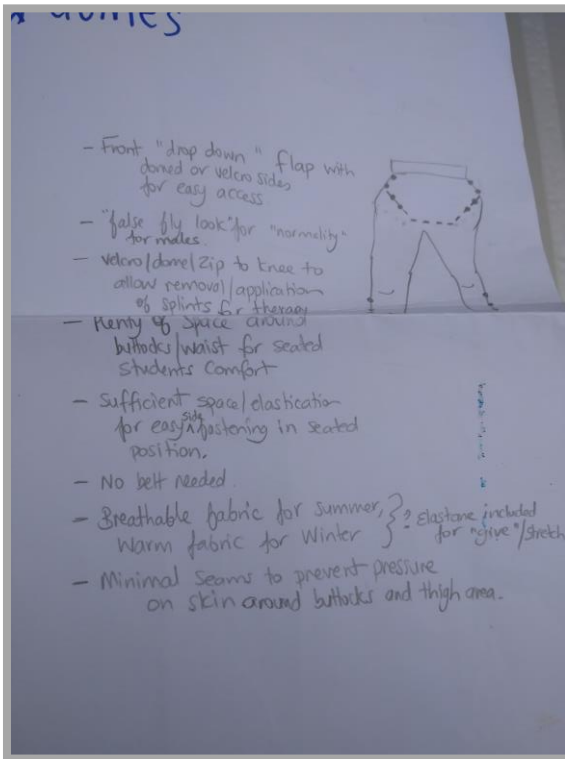 & domes
- Front "drop down" flap with
domed or velcro sides
for easy access
- "false fly look" for "normality"
for males.
- Velcro/dome/Zip to knee to
allow removal/application
of splints for therapy
- Plenty of space around
buttocks/waist for seated
students comfort
- Sufficient space/elastication
for easy side fastening in seated
position.
- No belt needed.
- Breathable fabric for summer, } ? Elastane included
Warm fabric for Winter } for "give"/stretch
- Minimal seams to prevent pressure
on skin around buttocks and thigh area.